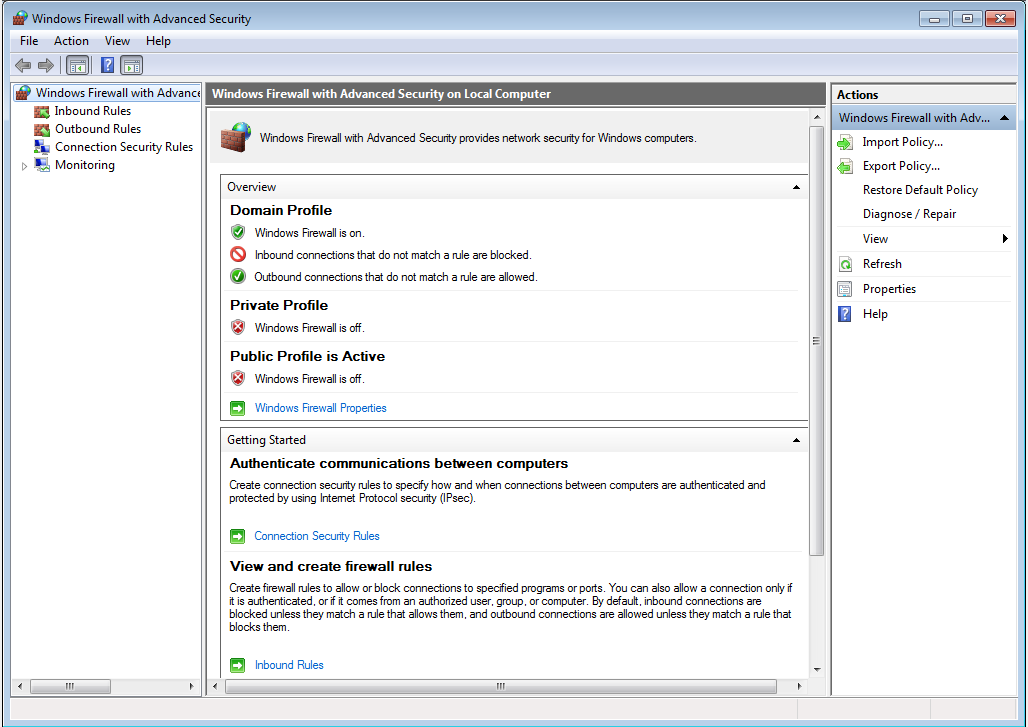 Windows Firewall with Advanced Security
File Action View Help
Windows Firewall with Advance
Inbound Rules
Outbound Rules
Connection Security Rules
Monitoring
Windows Firewall with Advanced Security on Local Computer
Windows Firewall with Advanced Security provides network security for Windows computers.
Overview
Domain Profile
Windows Firewall is on.
Inbound connections that do not match a rule are blocked.
Outbound connections that do not match a rule are allowed.
Private Profile
Windows Firewall is off.
Public Profile is Active
Windows Firewall is off.
Windows Firewall Properties
Getting Started
Authenticate communications between computers
Create connection security rules to specify how and when connections between computers are authenticated and
protected by using Internet Protocol security (IPsec).
Connection Security Rules
View and create firewall rules
Create firewall rules to allow or block connections to specified programs or ports. You can also allow a connection only if
it is authenticated, or if it comes from an authorized user, group, or computer. By default, inbound connections are
blocked unless they match a rule that allows them, and outbound connections are allowed unless they match a rule that
blocks them.
Inbound Rules
Actions
Windows Firewall with Adv...
Import Policy...
Export Policy...
Restore Default Policy
Diagnose / Repair
View
Refresh
Properties
Help